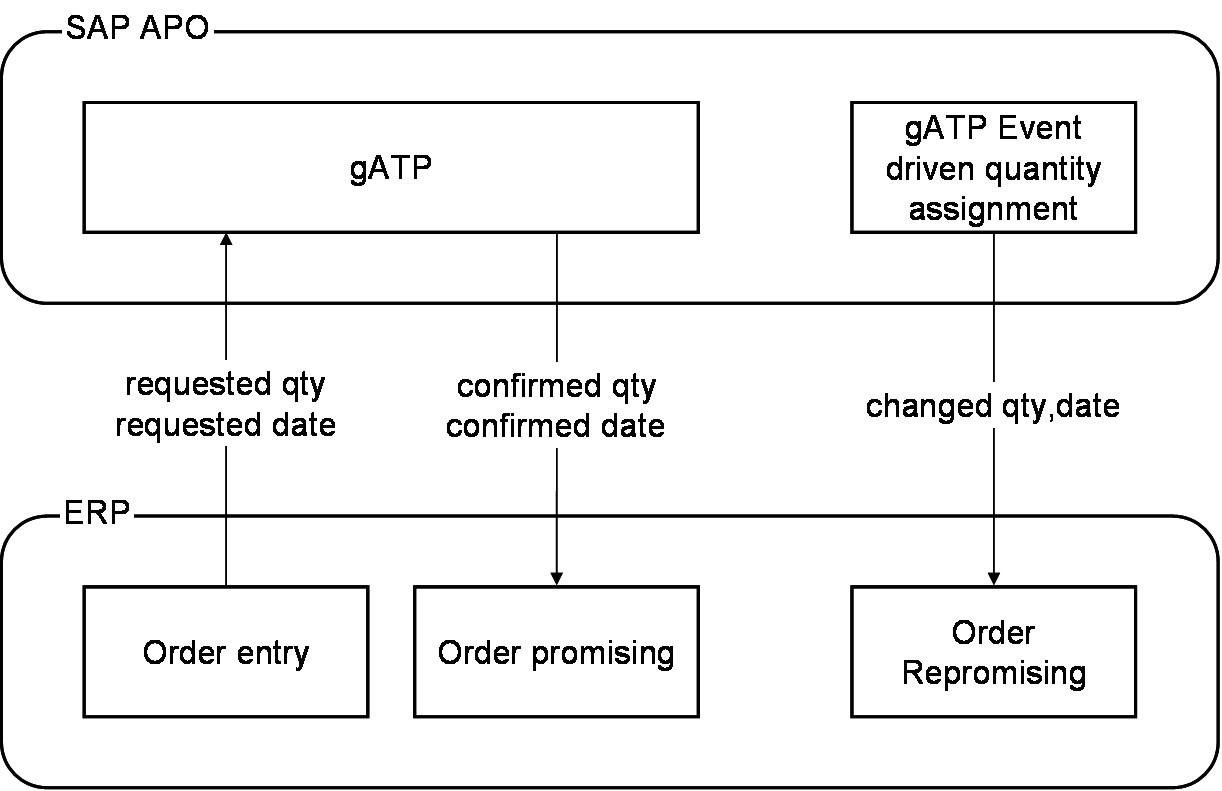 SAP APO
gATP
gATP Event
driven quantity
assignment
requested qty
requested date
confirmed qty
confirmed date
changed qty,date
ERP
Order entry
Order promising
Order
Repromising